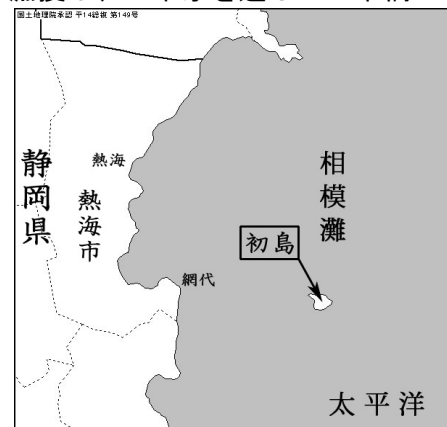 国土地理院承認 平14総複 第149号
静岡県
熱海
熱海市
網代
初島
相模灘
太平洋